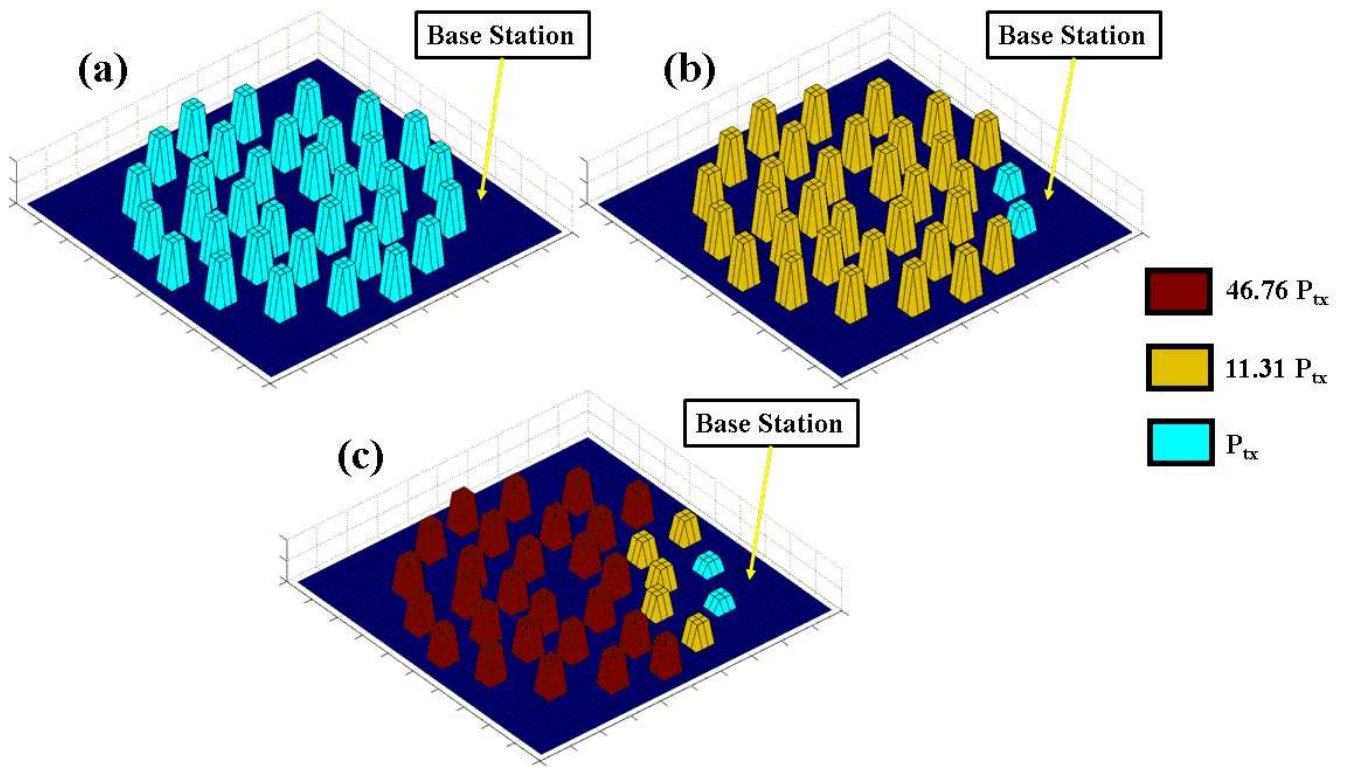 (a)
Base Station
(b)
Base Station
46.76 Ptx
11.31 Ptx
Ptx
(c)
Base Station